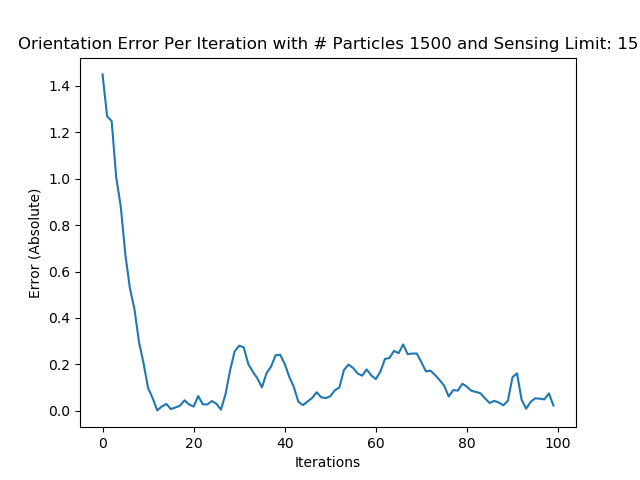 Orientation Error Per Iteration with # Particles 1500 and Sensing Limit: 15
Error (Absolute)
1.4
1.2
1.0
0.8
0.6
0.4
0.2
0.0
0 20 40 60 80 100
Iterations